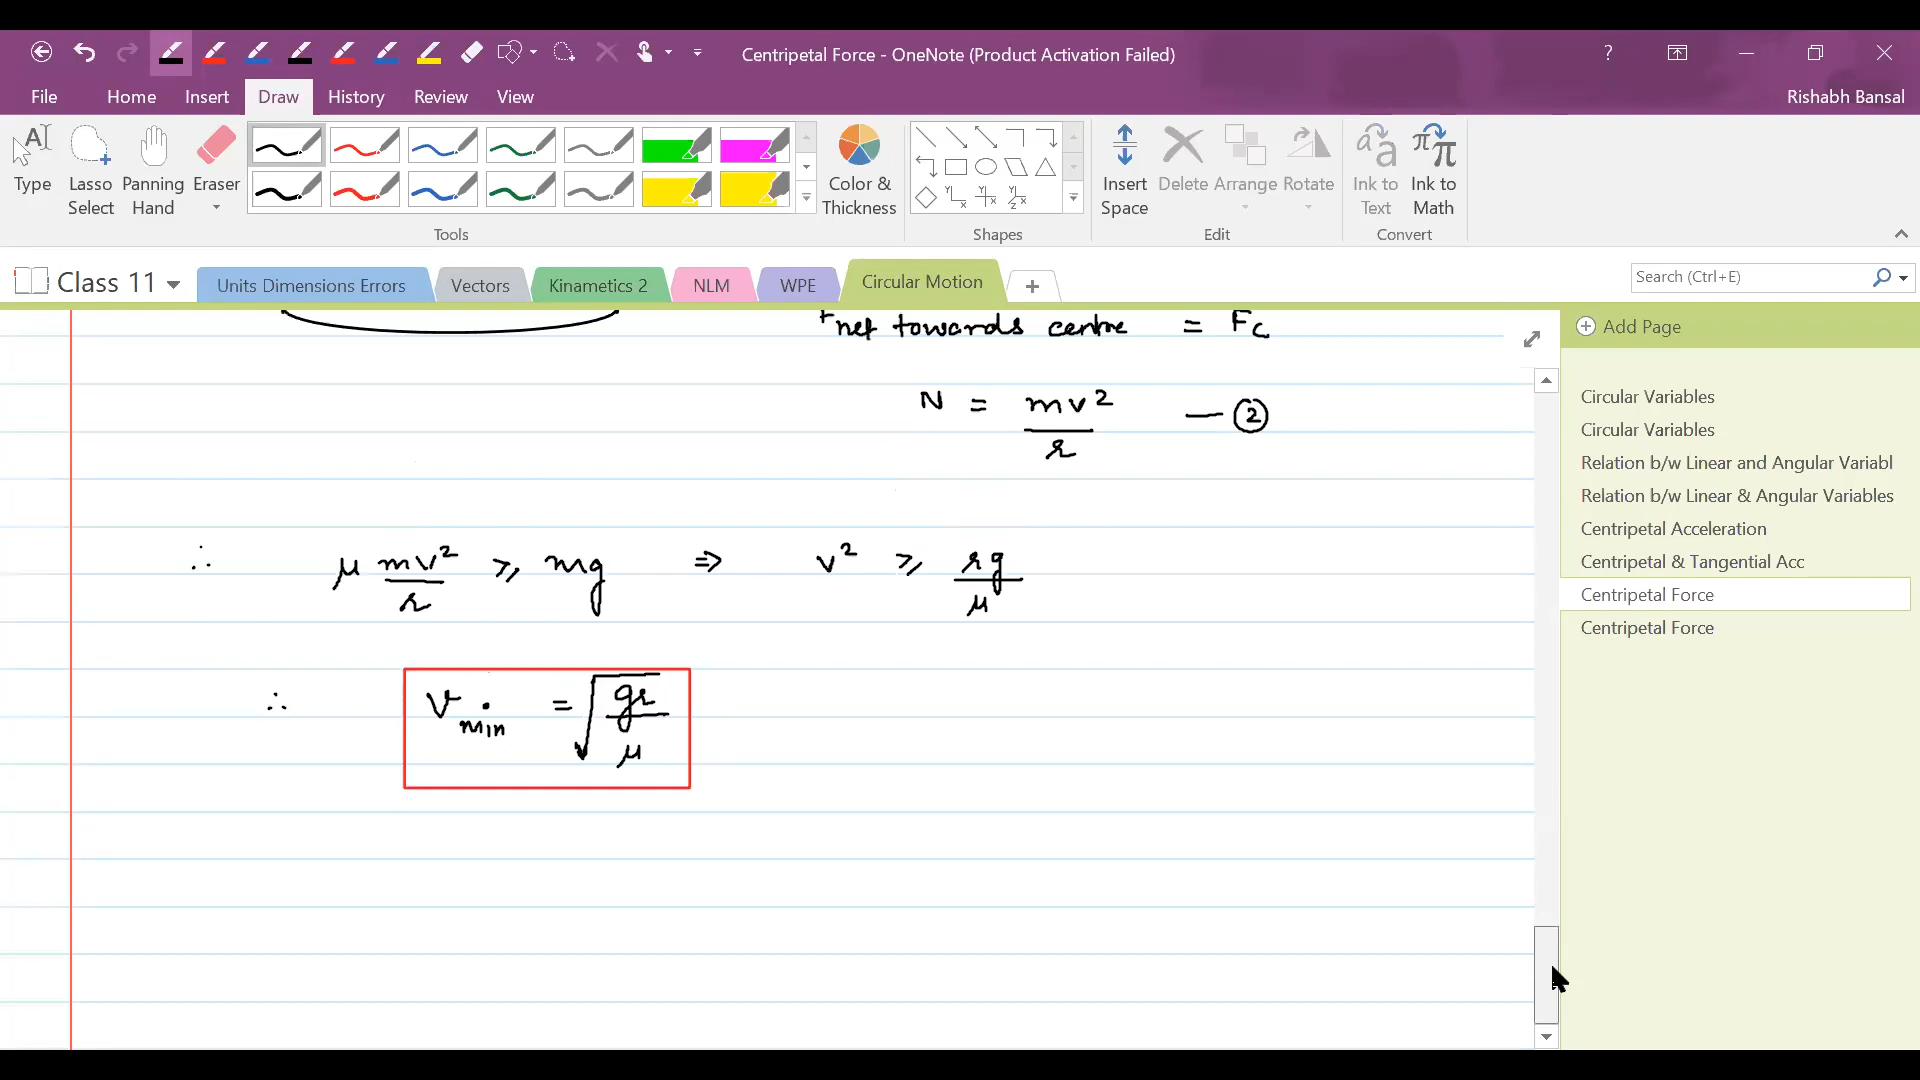 Centripetal Force - OneNote (Product Activation Failed)
?
File Home Insert Draw History Review View
Rishabh Bansal
Type
Lasso Select
Panning Hand
Eraser
Color & Thickness
Insert Space
Delete
Arrange
Rotate
Ink to Text
Ink to Math
Tools
Shapes
Edit
Convert
Class 11
Units Dimensions Errors
Vectors
Kinametics 2
NLM
WPE
Circular Motion
Search (Ctrl+E)
Add Page
Circular Variables
Circular Variables
Relation b/w Linear and Angular Variabl
Relation b/w Linear & Angular Variables
Centripetal Acceleration
Centripetal & Tangential Acc
Centripetal Force
Centripetal Force
Fnet towards centre = Fc
N = mv²/r — ②
∴ μ mv²/r ⩾ mg ⇒ v² ⩾ rg/μ
∴ vmin = √(gr/μ)